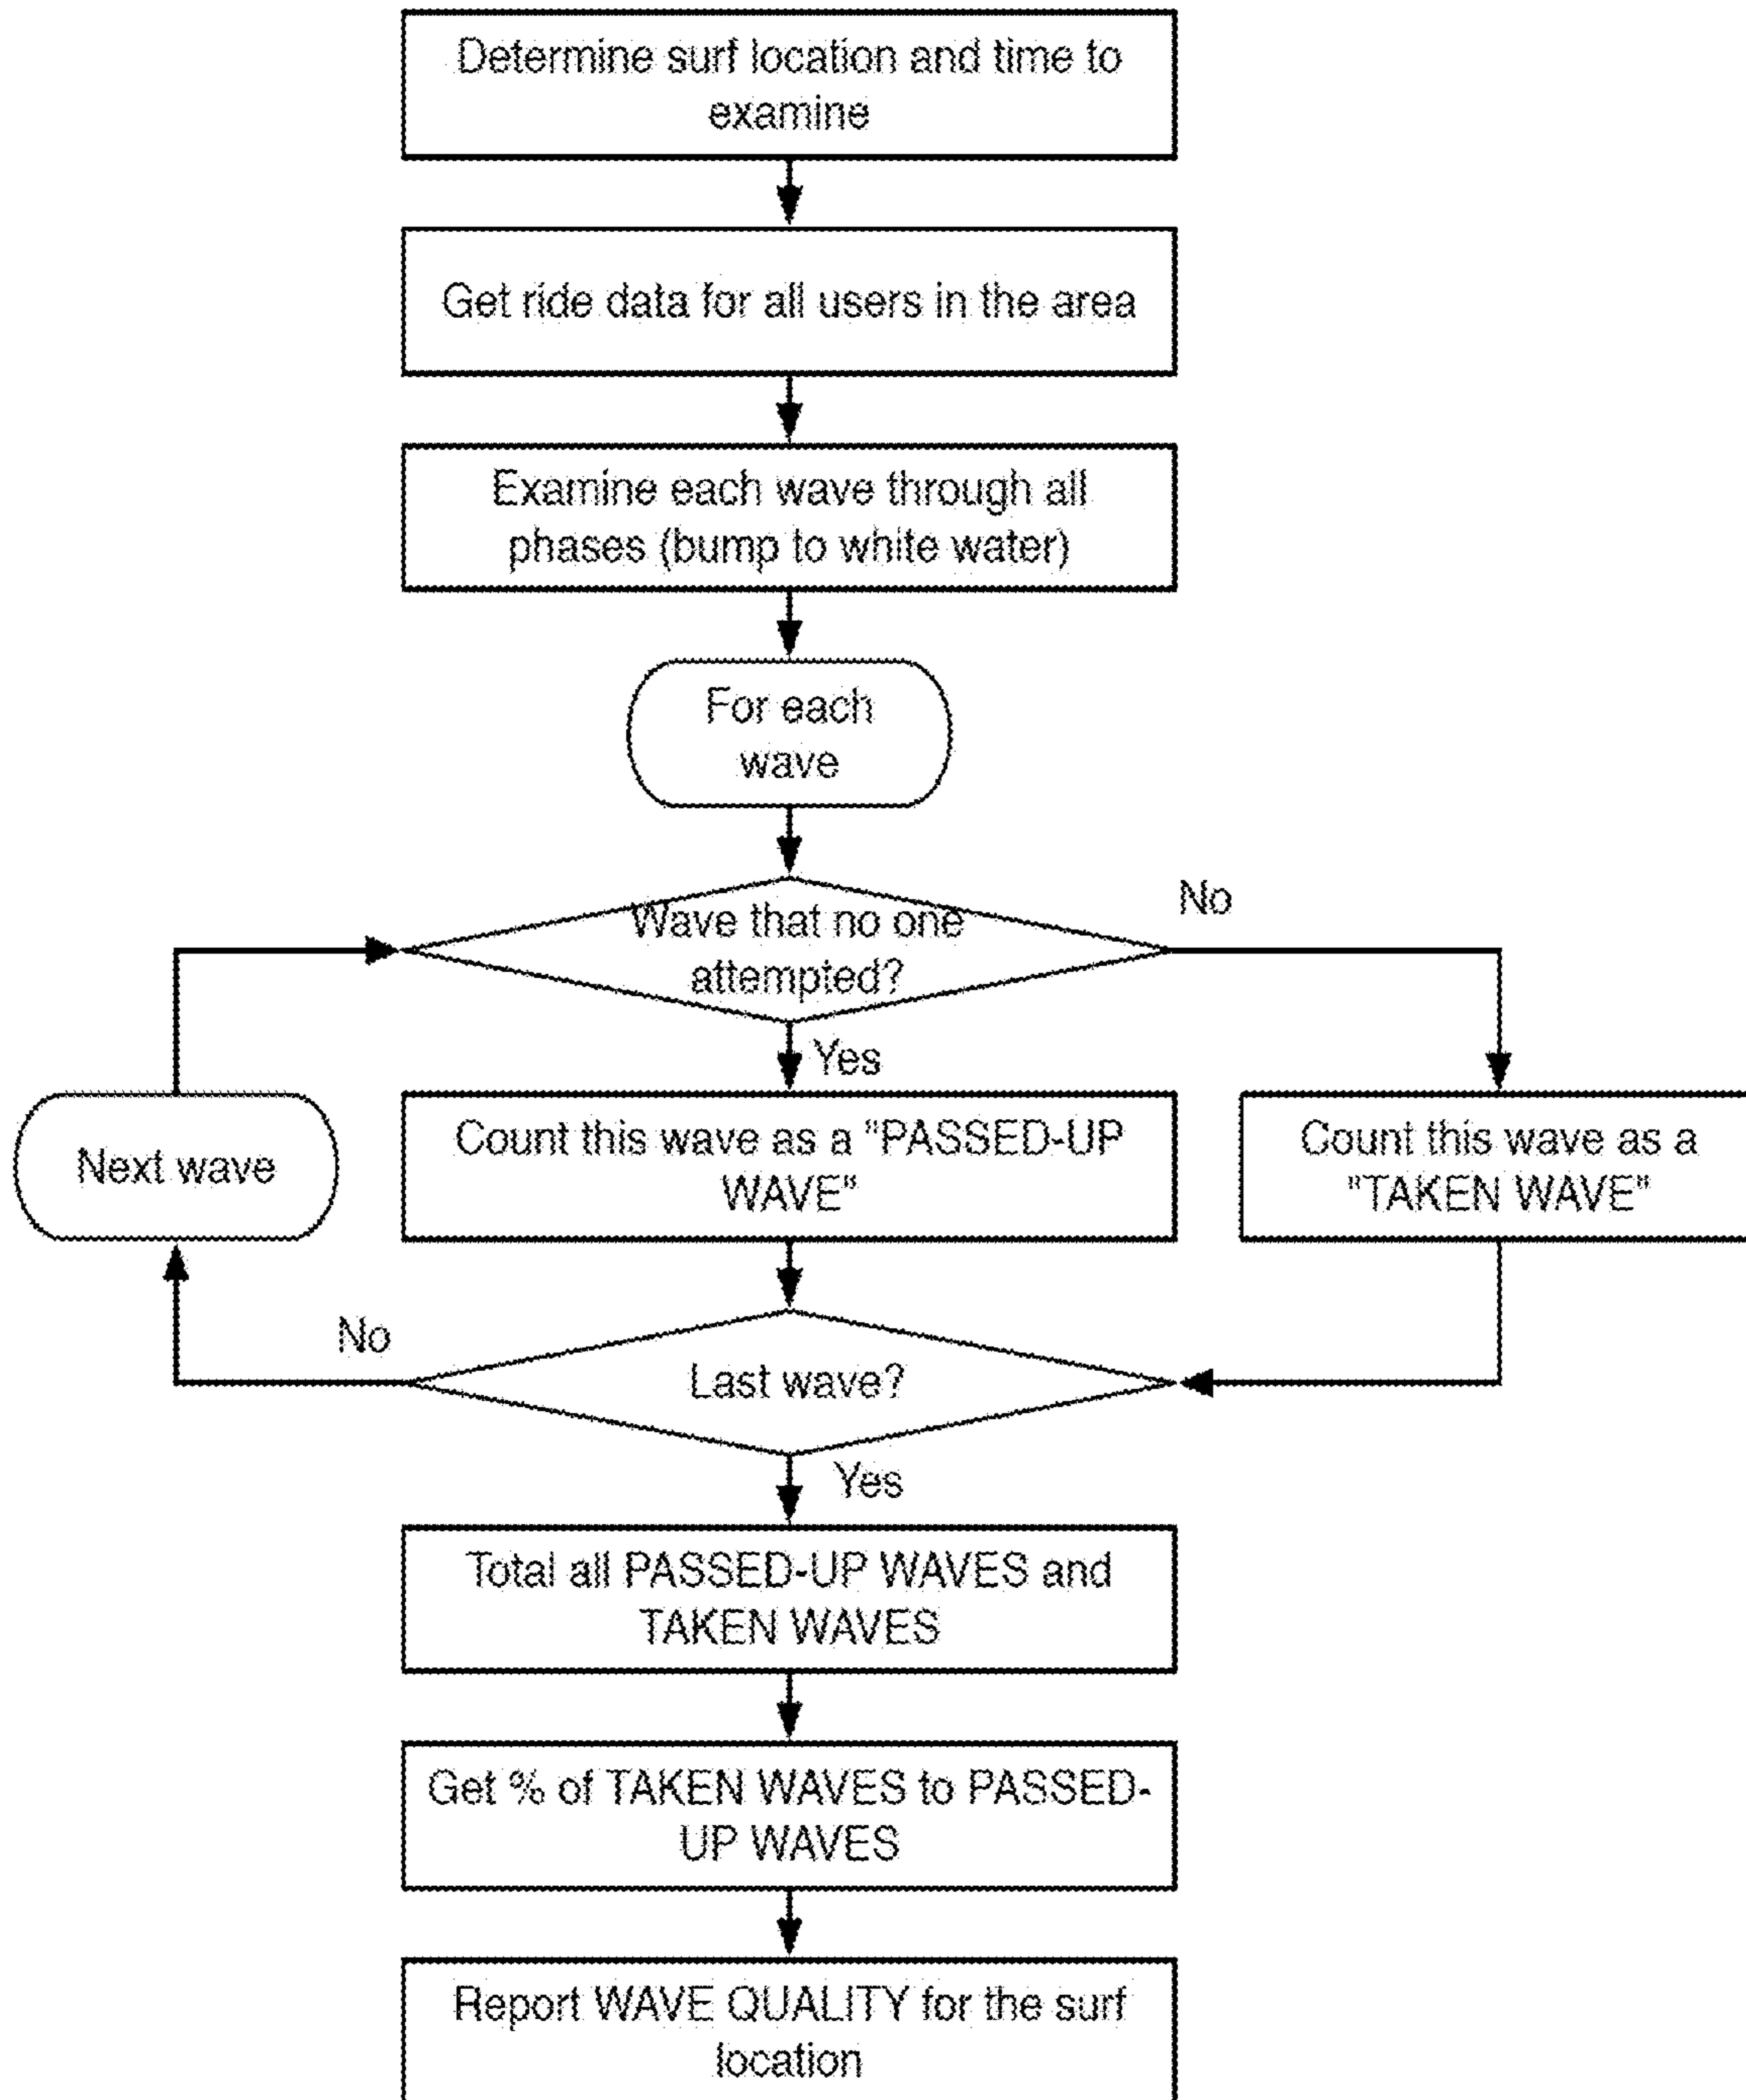 Determine surf location and time to
examine
Get ride data for all users in the area
Examine each wave through all
phases (bump to white water)
For each
wave
Wave that no one
attempted?
No
Yes
Next wave
Count this wave as a "PASSED-UP
WAVE"
Count this wave as a
"TAKEN WAVE"
No
Last wave?
Yes
Total all PASSED-UP WAVES and
TAKEN WAVES
Get % of TAKEN WAVES to PASSED-
UP WAVES
Report WAVE QUALITY for the surf
location